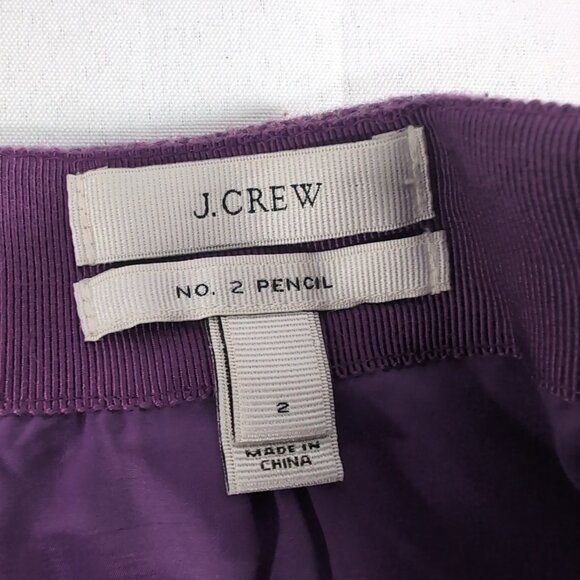 J.CREW
NO. 2 PENCIL
2
MADE IN
CHINA